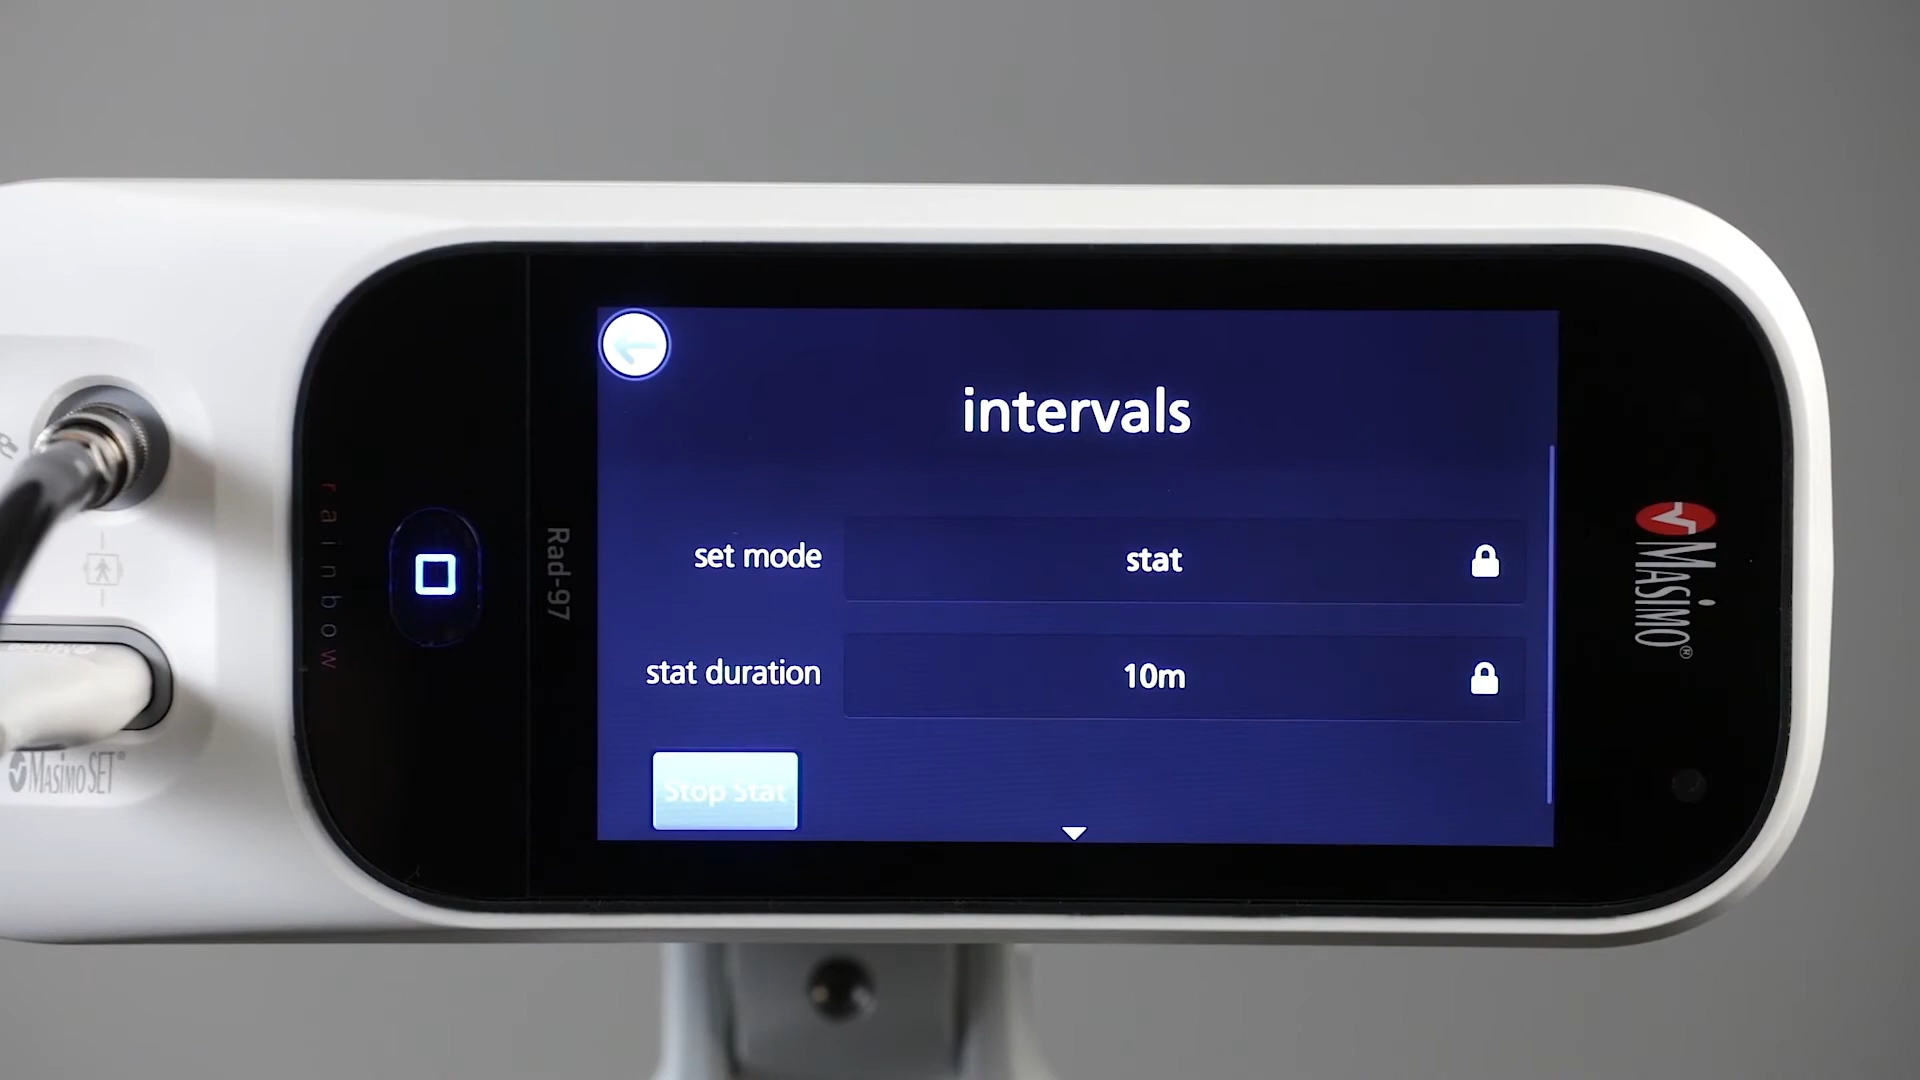 intervals
set mode
stat
stat duration
10m
Stop Stat
rainbow
Rad-97
MASIMO®
MASIMO SET®